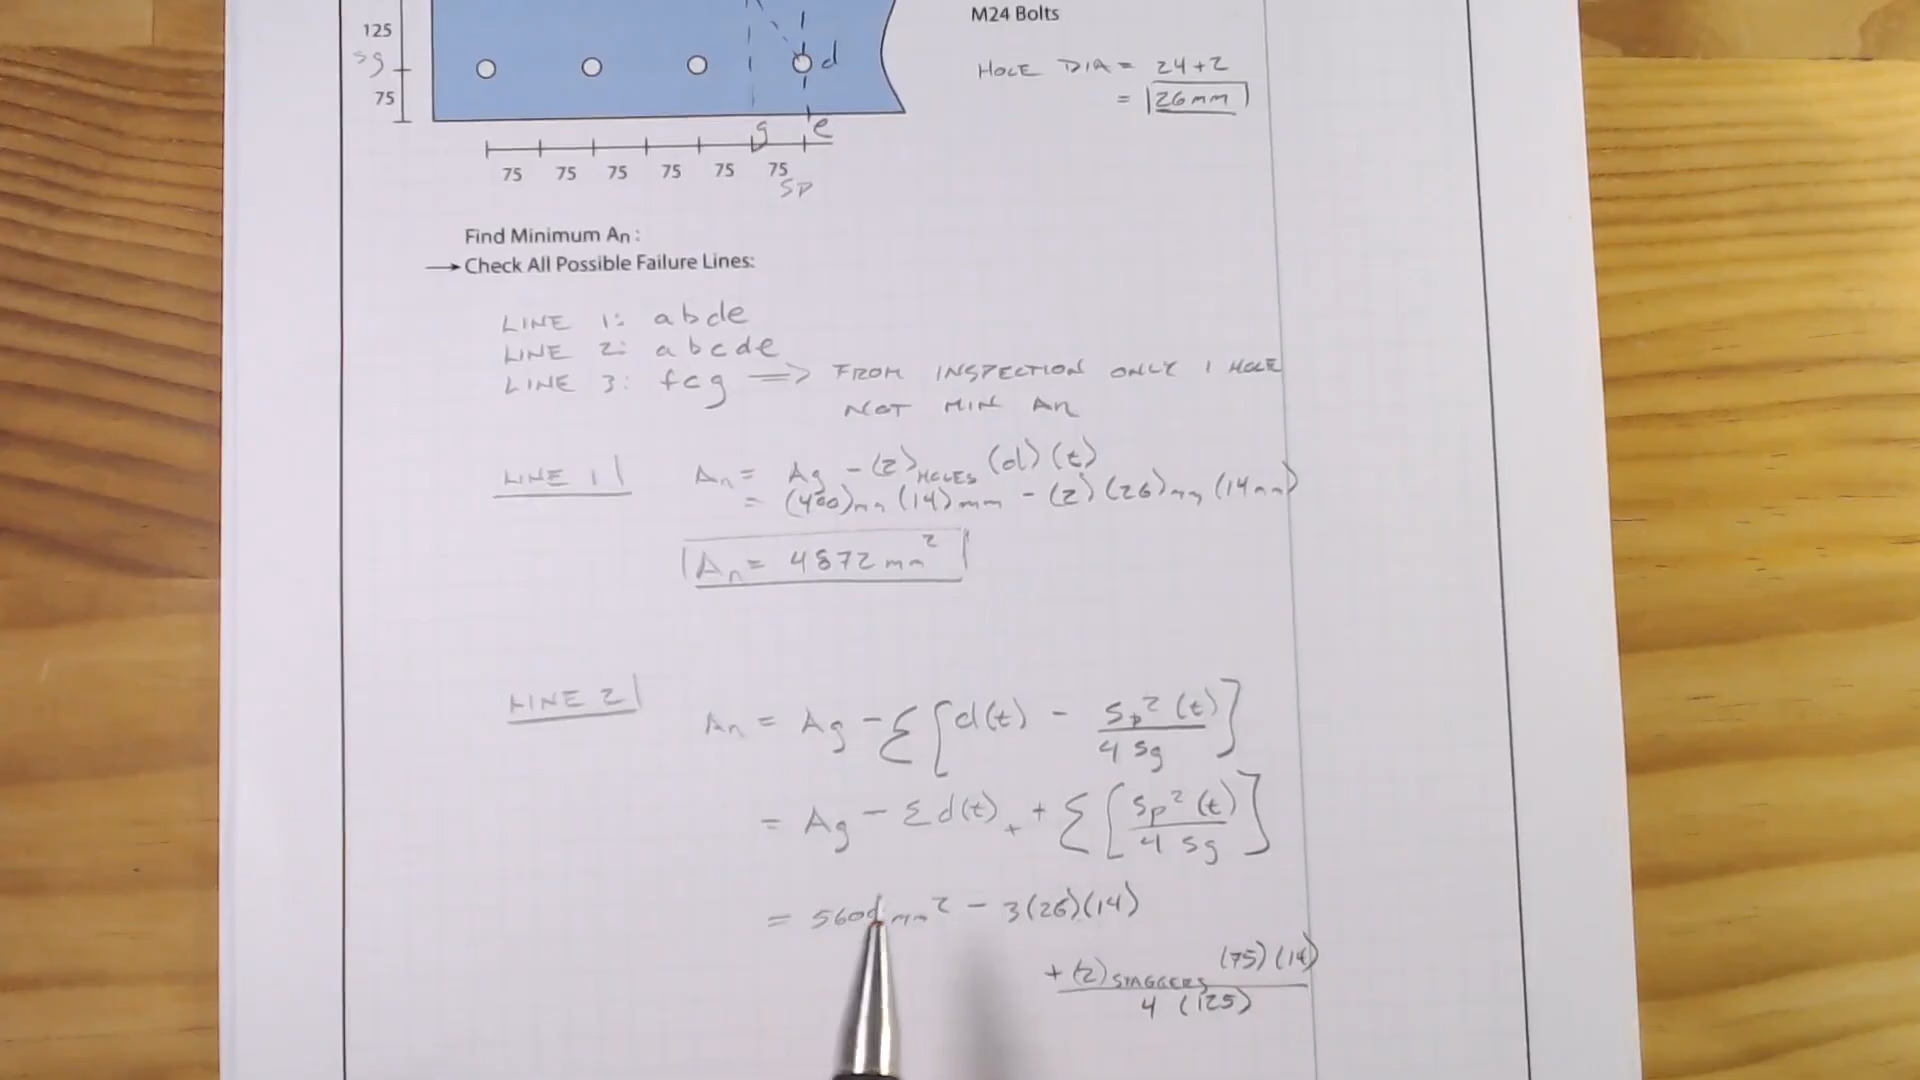 M24 Bolts
125
sg
75
d
HOLE DIA = 24+2
= 26mm
g e
75 75 75 75 75 75
SP
Find Minimum An :
→ Check All Possible Failure Lines:
LINE 1: abde
LINE 2: abcde
LINE 3: fcg ⇒ FROM INSPECTION ONLY 1 HOLE
NOT MIN An
LINE 1 An = Ag - (2)HOLES (d) (t)
= (400)mm (14)mm - (2) (26)mm (14mm)
An = 4872 mm²
LINE 2 An = Ag - Σ [d(t) - Sp² (t) / 4 sg]
= Ag - Σ d(t) + + Σ [Sp² (t) / 4 sg]
= 5600 mm² - 3(26)(14)
+ (2) STAGGERS (75) (14)
4 (125)